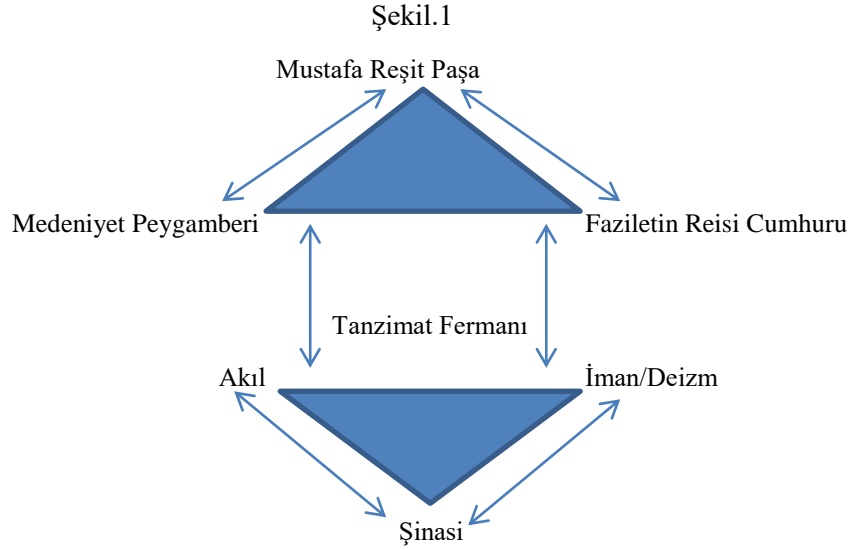 Şekil.1
Mustafa Reşit Paşa
Medeniyet Peygamberi
Faziletin Reisi Cumhuru
Tanzimat Fermanı
Akıl
İman/Deizm
Şinasi